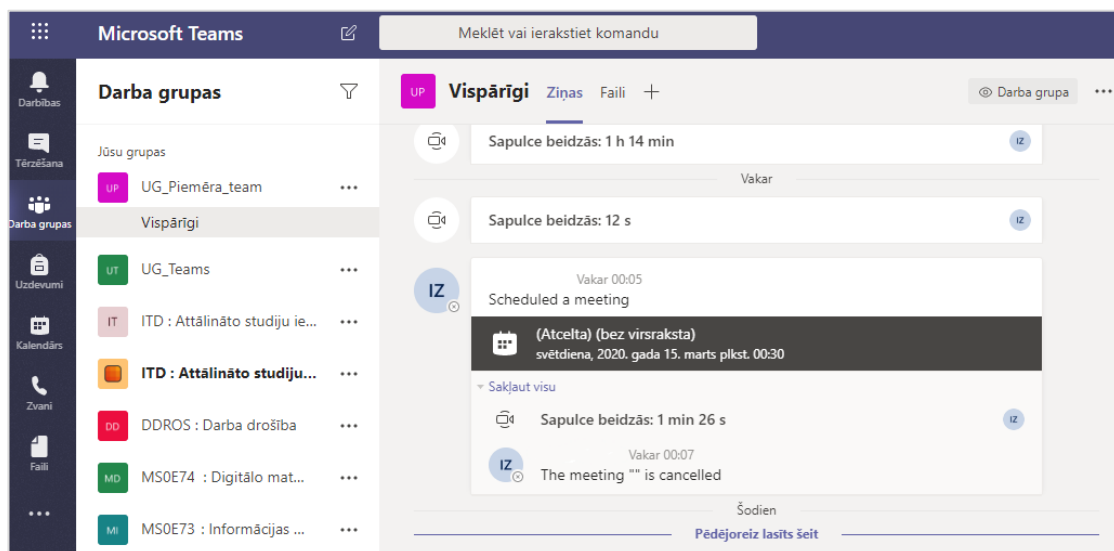 Microsoft Teams
Meklēt vai ierakstiet komandu
Darbības
Tērzēšana
Darba grupas
Uzdevumi
Kalendārs
Zvani
Faili
Darba grupas
Jūsu grupas
UP UG_Piemēra_team
Vispārīgi
UT UG_Teams
IT ITD : Attālināto studiju ie...
ITD : Attālināto studiju...
DD DDROS : Darba drošība
MD MS0E74 : Digitālo mat...
MI MS0E73 : Informācijas ...
UP Vispārīgi Ziņas Faili
Darba grupa
Sapulce beidzās: 1 h 14 min IZ
Vakar
Sapulce beidzās: 12 s IZ
IZ
Vakar 00:05
Scheduled a meeting
(Atcelta) (bez virsraksta)
svētdiena, 2020. gada 15. marts plkst. 00:30
Sakļaut visu
Sapulce beidzās: 1 min 26 s IZ
IZ
Vakar 00:07
The meeting "" is cancelled
Šodien
Pēdējoreiz lasīts šeit